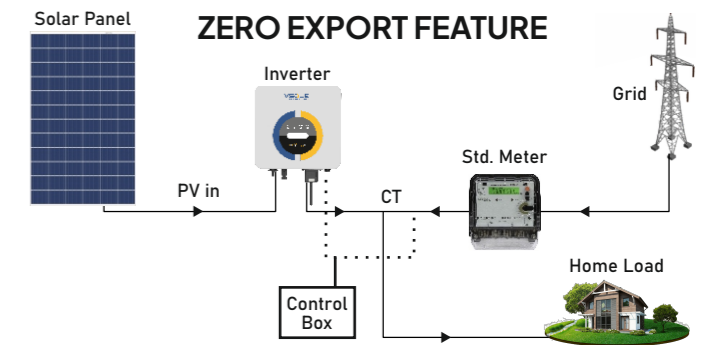 Solar Panel
ZERO EXPORT FEATURE
Inverter
Grid
Std. Meter
PV in
CT
Home Load
Control
Box